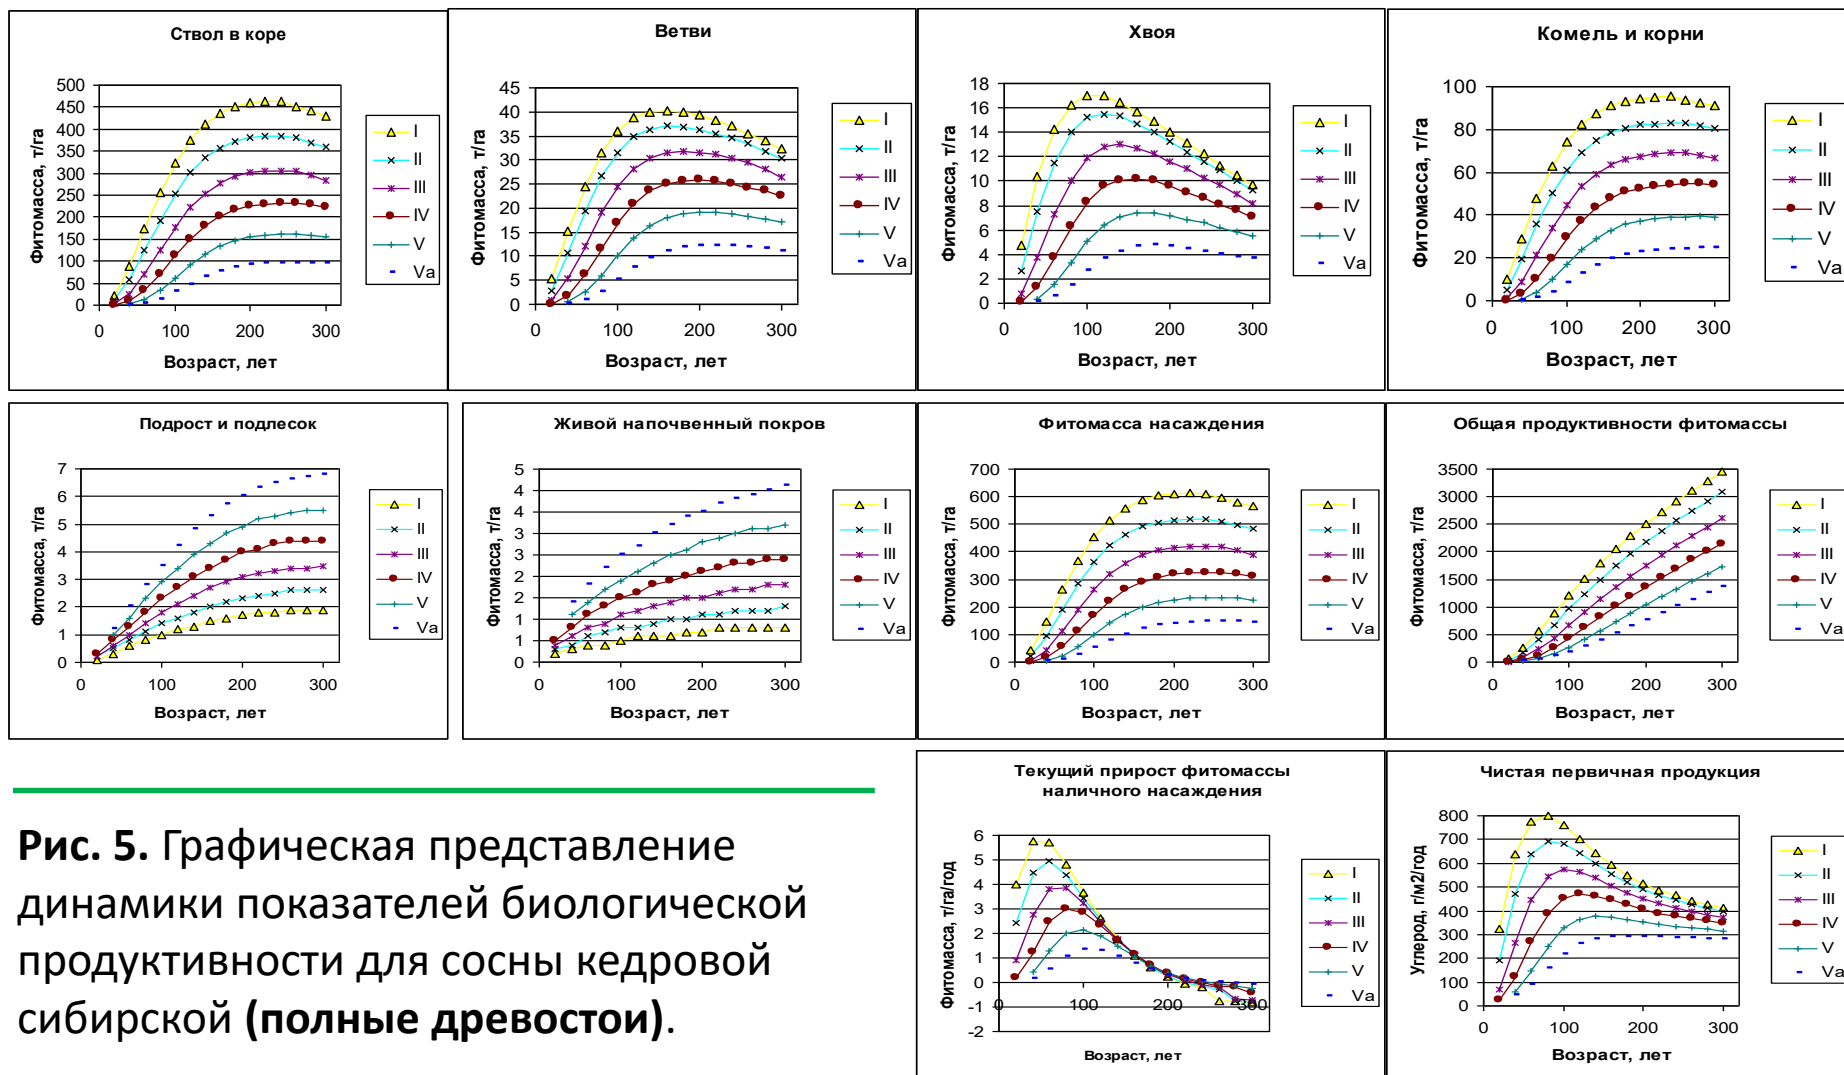 Ствол в коре
Фитомасса, т/га
500
450
400
350
300
250
200
150
100
50
0
0 100 200 300
Возраст, лет
I
II
III
IV
V
Va
Ветви
Фитомасса, т/га
45
40
35
30
25
20
15
10
5
0
0 100 200 300
Возраст, лет
I
II
III
IV
V
Va
Хвоя
Фитомасса, т/га
18
16
14
12
10
8
6
4
2
0
0 100 200 300
Возраст, лет
I
II
III
IV
V
Va
Комель и корни
Фитомасса, т/га
100
80
60
40
20
0
0 100 200 300
Возраст, лет
I
II
III
IV
V
Va
Подрост и подлесок
Фитомасса, т/га
7
6
5
4
3
2
1
0
0 100 200 300
Возраст, лет
I
II
III
IV
V
Va
Живой напочвенный покров
Фитомасса, т/га
5
4
4
3
3
2
2
1
1
0
0 100 200 300
Возраст, лет
I
II
III
IV
V
Va
Фитомасса насаждения
Фитомасса, т/га
700
600
500
400
300
200
100
0
0 100 200 300
Возраст, лет
I
II
III
IV
V
Va
Общая продуктивности фитомассы
Фитомасса, т/га
3500
3000
2500
2000
1500
1000
500
0
0 100 200 300
Возраст, лет
I
II
III
IV
V
Va
Текущий прирост фитомассы
наличного насаждения
Фитомасса, т/га/год
6
5
4
3
2
1
0
-1
-2
0 100 200 300
Возраст, лет
I
II
III
IV
V
Va
Чистая первичная продукция
Углерод, г/м2/год
800
700
600
500
400
300
200
100
0
0 100 200 300
Возраст, лет
I
II
III
IV
V
Va
Рис. 5. Графическая представление
динамики показателей биологической
продуктивности для сосны кедровой
сибирской (полные древостои).